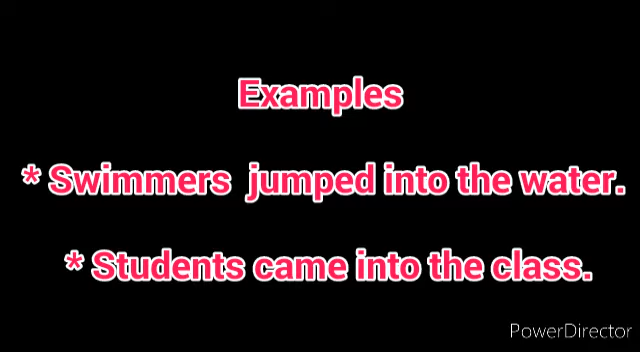 Examples
* Swimmers jumped into the water.
* Students came into the class.
PowerDirector